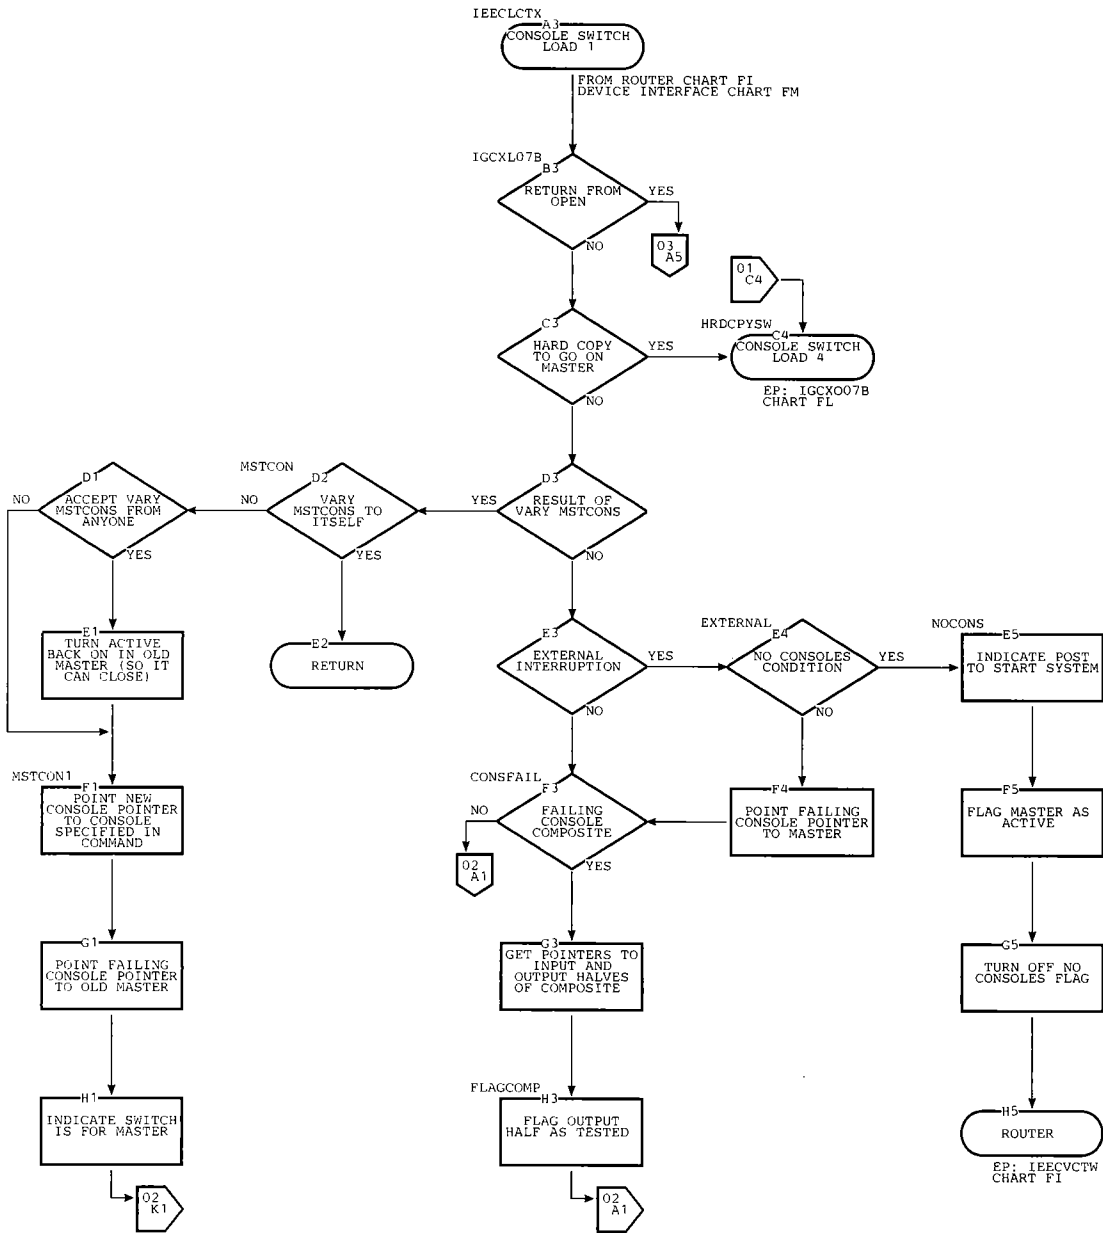 IEECLCTX
A3
CONSOLE SWITCH
LOAD 1
FROM ROUTER CHART FI
DEVICE INTERFACE CHART FM
IGCXL07B
B3
RETURN FROM
OPEN
YES
NO
03
A5
01
C4
C3
HARD COPY
TO GO ON
MASTER
YES
NO
HRDCPYSW
C4
CONSOLE SWITCH
LOAD 4
EP: IGCXO07B
CHART FL
D1
ACCEPT VARY
MSTCONS FROM
ANYONE
NO
YES
MSTCON
D2
VARY
MSTCONS TO
ITSELF
NO
YES
D3
RESULT OF
VARY MSTCONS
YES
NO
E1
TURN ACTIVE
BACK ON IN OLD
MASTER (SO IT
CAN CLOSE)
E2
RETURN
E3
EXTERNAL
INTERRUPTION
YES
NO
EXTERNAL
E4
NO CONSOLES
CONDITION
YES
NO
NOCONS
E5
INDICATE POST
TO START SYSTEM
MSTCON1
F1
POINT NEW
CONSOLE POINTER
TO CONSOLE
SPECIFIED IN
COMMAND
CONSFAIL
F3
FAILING
CONSOLE
COMPOSITE
NO
YES
02
A1
F4
POINT FAILING
CONSOLE POINTER
TO MASTER
F5
FLAG MASTER AS
ACTIVE
G1
POINT FAILING
CONSOLE POINTER
TO OLD MASTER
G3
GET POINTERS TO
INPUT AND
OUTPUT HALVES
OF COMPOSITE
G5
TURN OFF NO
CONSOLES FLAG
H1
INDICATE SWITCH
IS FOR MASTER
02
K1
FLAGCOMP
H3
FLAG OUTPUT
HALF AS TESTED
02
A1
H5
ROUTER
EP: IEECVCTW
CHART FI